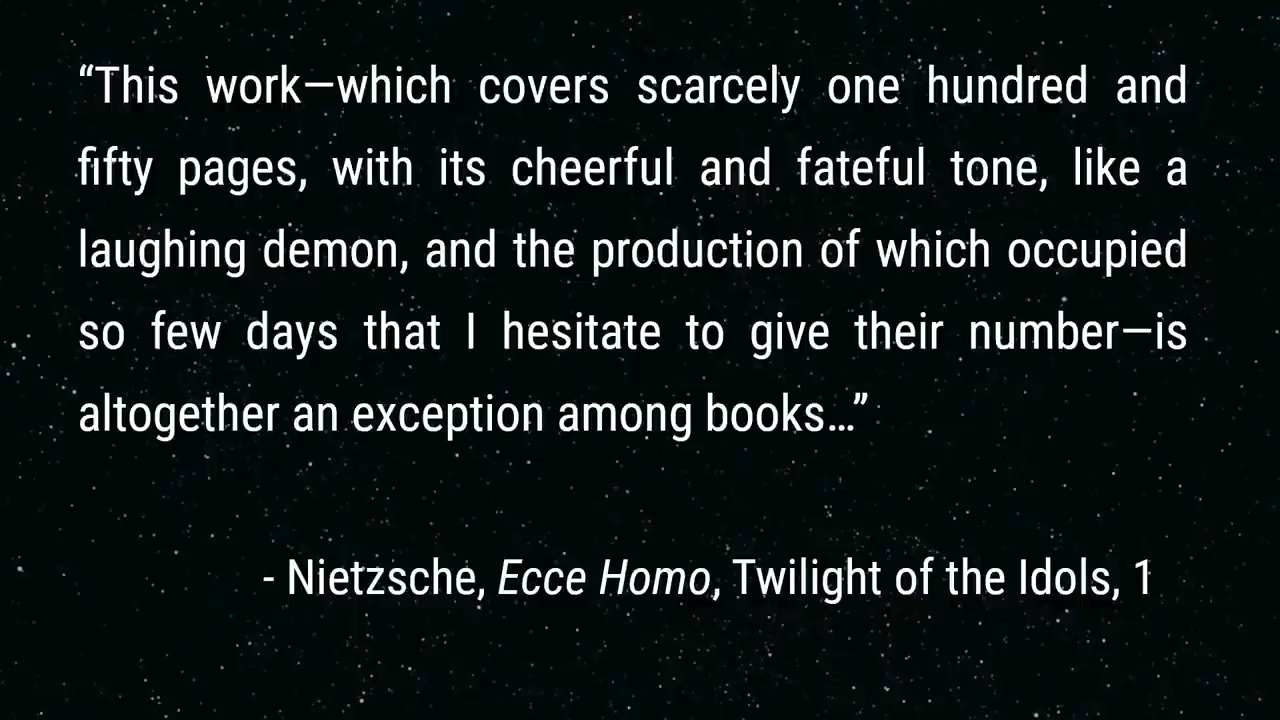 “This work—which covers scarcely one hundred and
fifty pages, with its cheerful and fateful tone, like a
laughing demon, and the production of which occupied
so few days that I hesitate to give their number—is
altogether an exception among books…”
- Nietzsche, Ecce Homo, Twilight of the Idols, 1